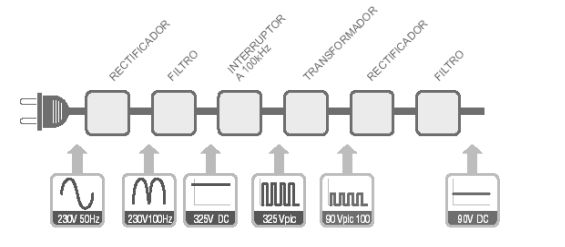 RECTIFICADOR
FILTRO
INTERRUPTOR
A 100kHz
TRANSFORMADOR
RECTIFICADOR
FILTRO
230V 50Hz
230V100Hz
325V DC
325 Vpic
90 Vpic 100
90V DC